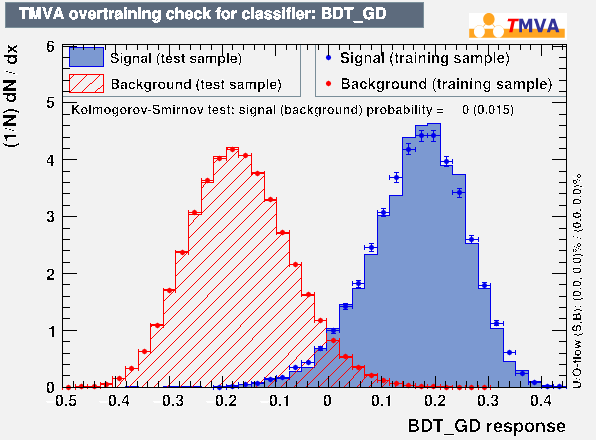 TMVA overtraining check for classifier: BDT_GD
TMVA
Signal (test sample)
Background (test sample)
Signal (training sample)
Background (training sample)
Kolmogorov-Smirnov test: signal (background) probability = 0 (0.015)
(1/N) dN / dx
6
5
4
3
2
1
0
−0.5 −0.4 −0.3 −0.2 −0.1 0 0.1 0.2 0.3 0.4
BDT_GD response
U/O-flow (S,B): (0.0, 0.0)% / (0.0, 0.0)%